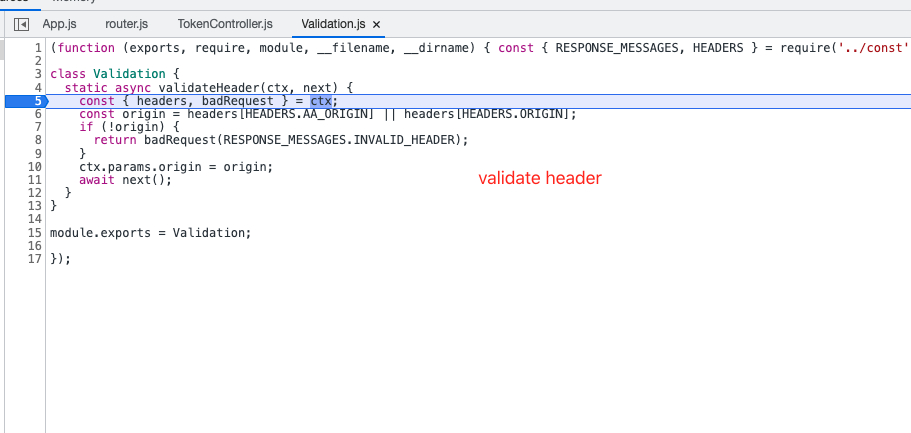 App.js router.js TokenController.js Validation.js ×
1 (function (exports, require, module, __filename, __dirname) { const { RESPONSE_MESSAGES, HEADERS } = require('../const'
2
3 class Validation {
4 static async validateHeader(ctx, next) {
5 const { headers, badRequest } = ctx;
6 const origin = headers[HEADERS.AA_ORIGIN] || headers[HEADERS.ORIGIN];
7 if (!origin) {
8 return badRequest(RESPONSE_MESSAGES.INVALID_HEADER);
9 }
10 ctx.params.origin = origin;
11 await next();
validate header
12 }
13 }
14
15 module.exports = Validation;
16
17 });